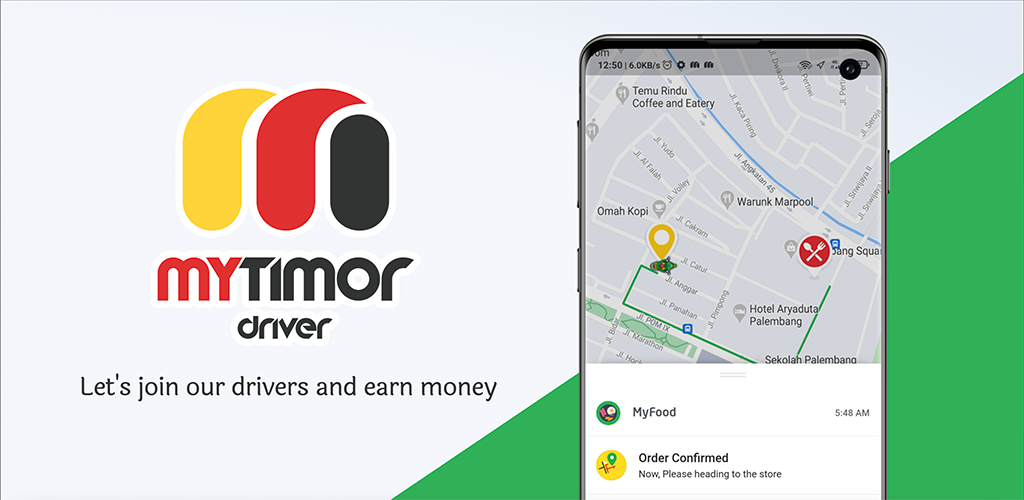 MYTIMOR
driver
Let's join our drivers and earn money
12:50 | 6.0KB/s
Temu Rindu
Coffee and Eatery
Jl. Kaca Piring
Jl. Yudo
Jl. Al Falah
Jl. Volley
Jl. Angkatan 45
Jl. Sriwijaya II
Warunk Marpool
Omah Kopi
Jl. Cakram
Jl. Catur
Jl. Anggar
Jl. Panahan
Jl. Pimpong
Jl. POM IX
Jl. Marathon
Hotel Aryaduta
Palembang
Sekolah Palembang
MyFood
5:48 AM
Order Confirmed
Now, Please heading to the store